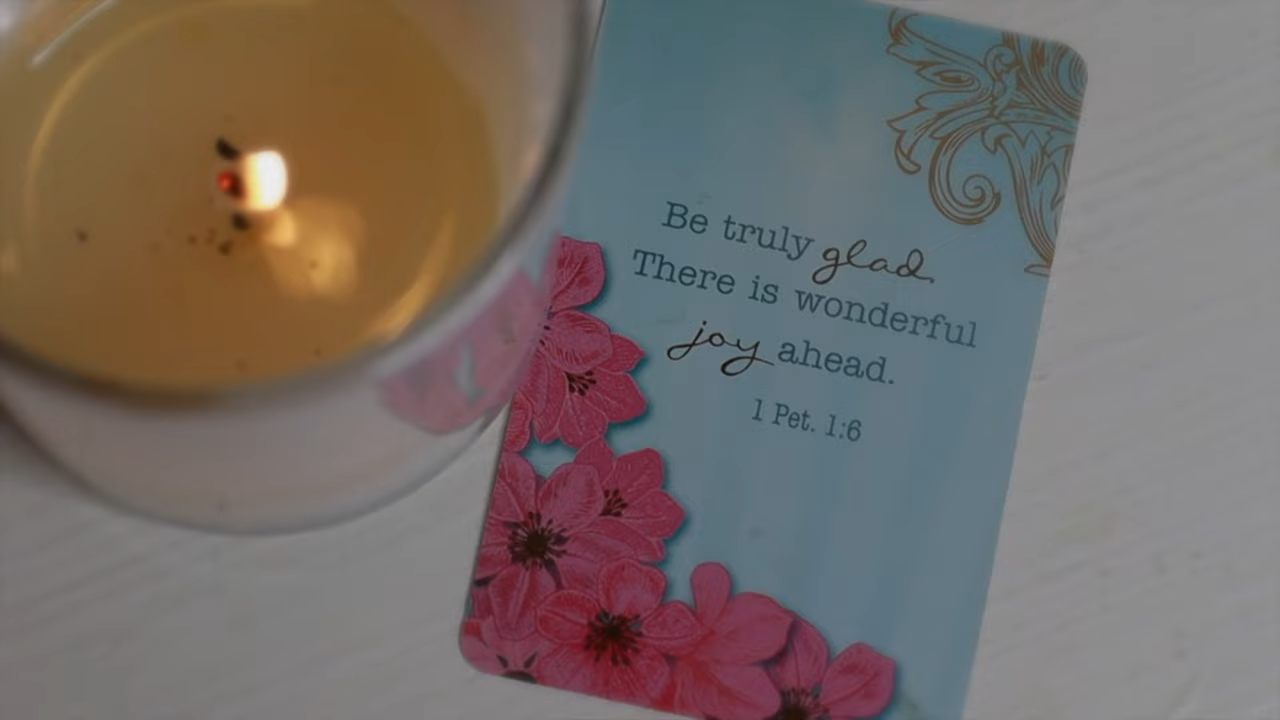 Be truly glad.
There is wonderful
joy ahead.
1 Pet. 1:6